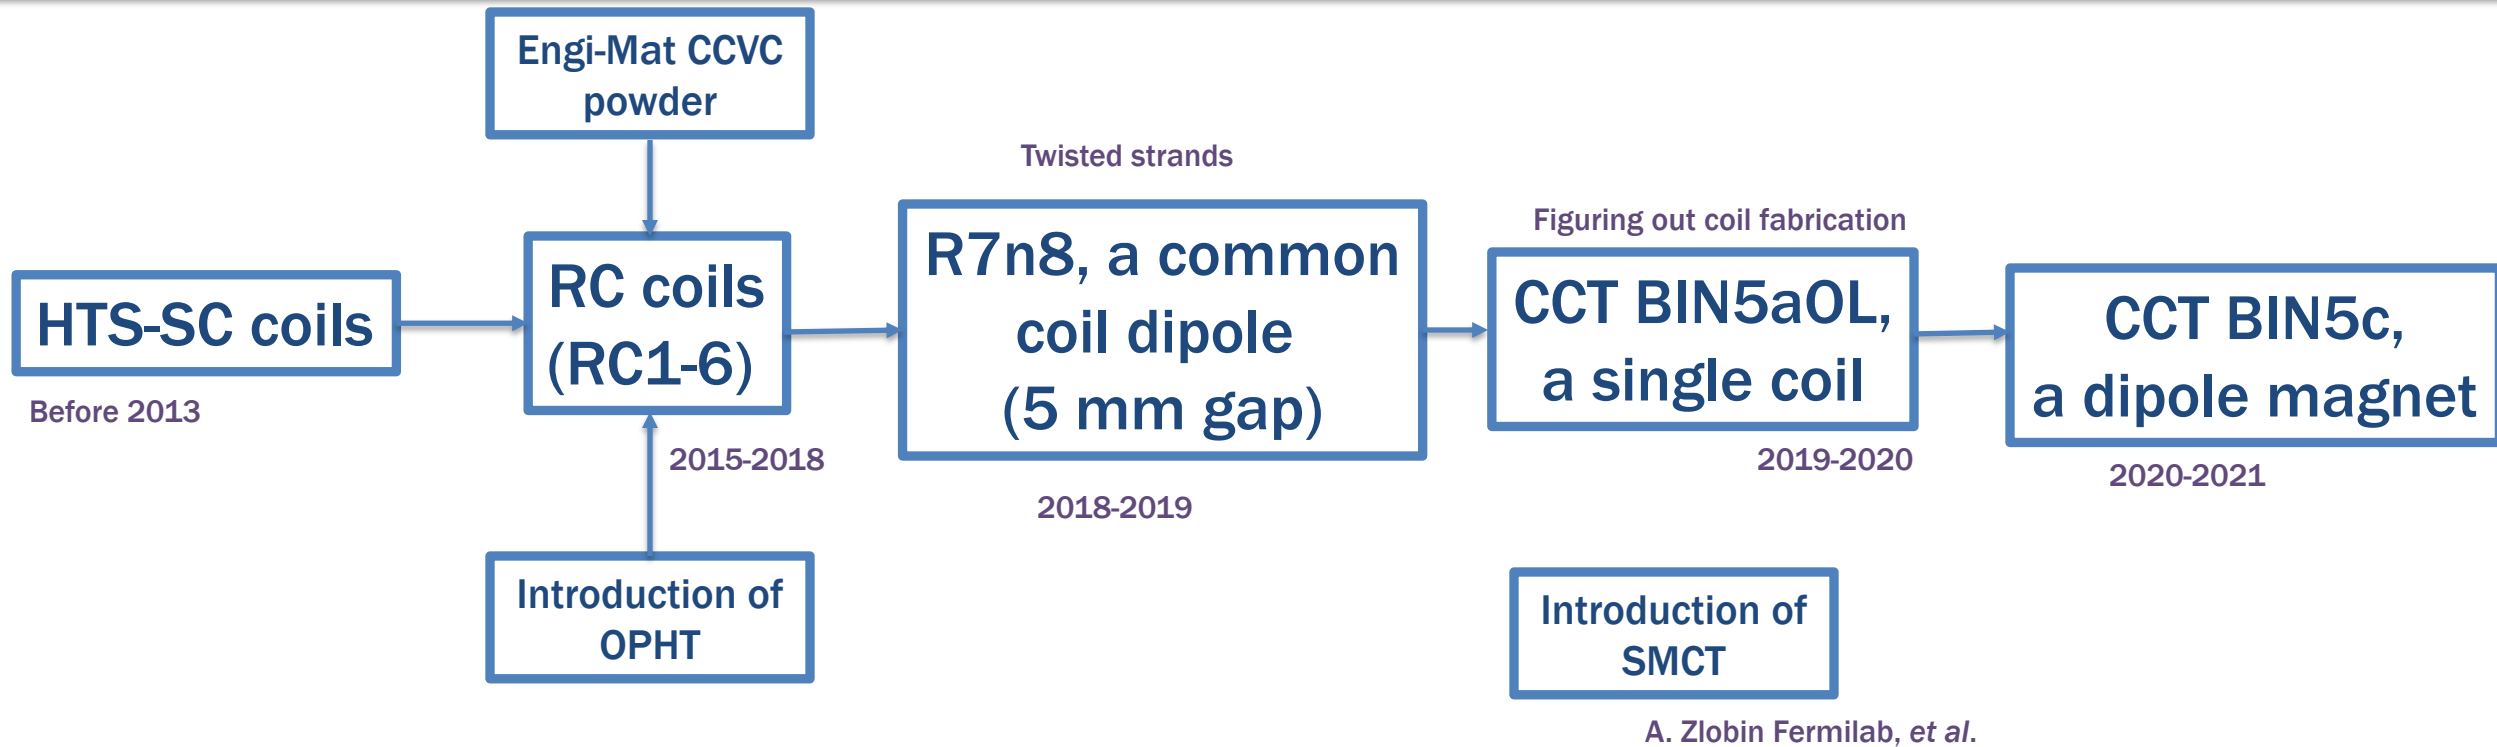 Engi-Mat CCVC
powder
Twisted strands
Figuring out coil fabrication
HTS-SC coils
Before 2013
RC coils
(RC1-6)
2015-2018
R7n8, a common
coil dipole
(5 mm gap)
2018-2019
CCT BIN5aOL,
a single coil
2019-2020
CCT BIN5c,
a dipole magnet
2020-2021
Introduction of
OPHT
Introduction of
SMCT
A. Zlobin Fermilab, et al.